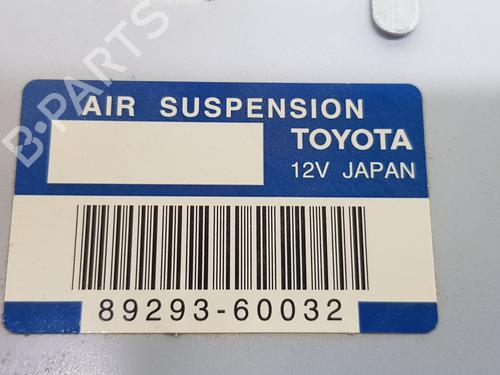 B-PARTS
AIR SUSPENSION
TOYOTA
12V JAPAN
89293-60032